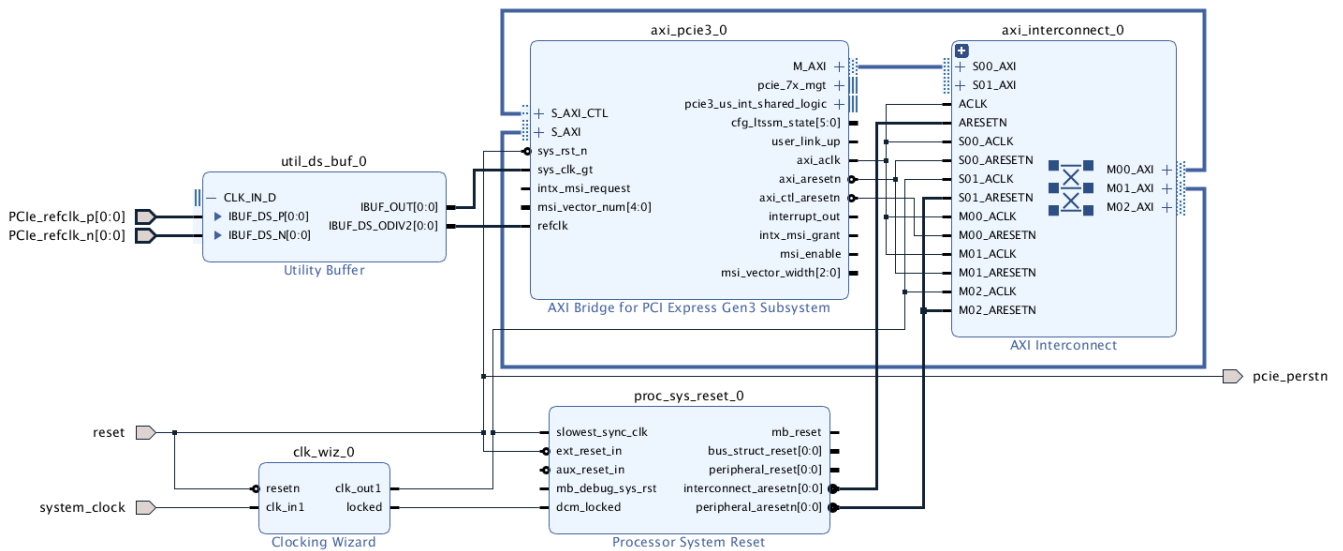 axi_pcie3_0
axi_interconnect_0
M_AXI
pcie_7x_mgt
pcie3_us_int_shared_logic
S_AXI_CTL
cfg_ltssm_state[5:0]
S_AXI
user_link_up
sys_rst_n
axi_aclk
sys_clk_gt
axi_aresetn
intx_msi_request
axi_ctl_aresetn
msi_vector_num[4:0]
interrupt_out
refclk
intx_msi_grant
msi_enable
msi_vector_width[2:0]
AXI Bridge for PCI Express Gen3 Subsystem
S00_AXI
S01_AXI
ACLK
ARESETN
S00_ACLK
S00_ARESETN
S01_ACLK
S01_ARESETN
M00_ACLK
M00_ARESETN
M01_ACLK
M01_ARESETN
M02_ACLK
M02_ARESETN
M00_AXI
M01_AXI
M02_AXI
AXI Interconnect
util_ds_buf_0
CLK_IN_D
IBUF_DS_P[0:0]
IBUF_DS_N[0:0]
IBUF_OUT[0:0]
IBUF_DS_ODIV2[0:0]
Utility Buffer
PCIe_refclk_p[0:0]
PCIe_refclk_n[0:0]
pcie_perstn
reset
system_clock
clk_wiz_0
resetn
clk_in1
clk_out1
locked
Clocking Wizard
proc_sys_reset_0
slowest_sync_clk
ext_reset_in
aux_reset_in
mb_debug_sys_rst
dcm_locked
mb_reset
bus_struct_reset[0:0]
peripheral_reset[0:0]
interconnect_aresetn[0:0]
peripheral_aresetn[0:0]
Processor System Reset